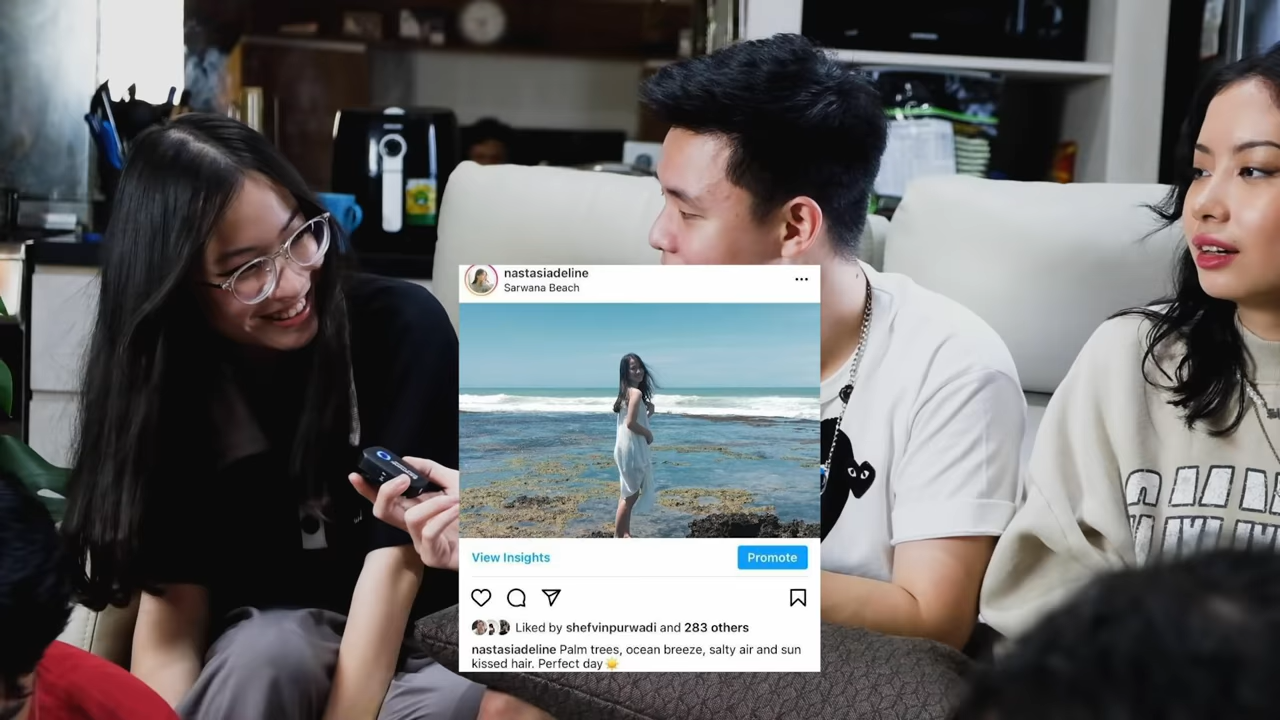 nastasiadeline
Sarwana Beach
View Insights
Promote
Liked by shefvinpurwadi and 283 others
nastasiadeline Palm trees, ocean breeze, salty air and sun
kissed hair. Perfect day☀️